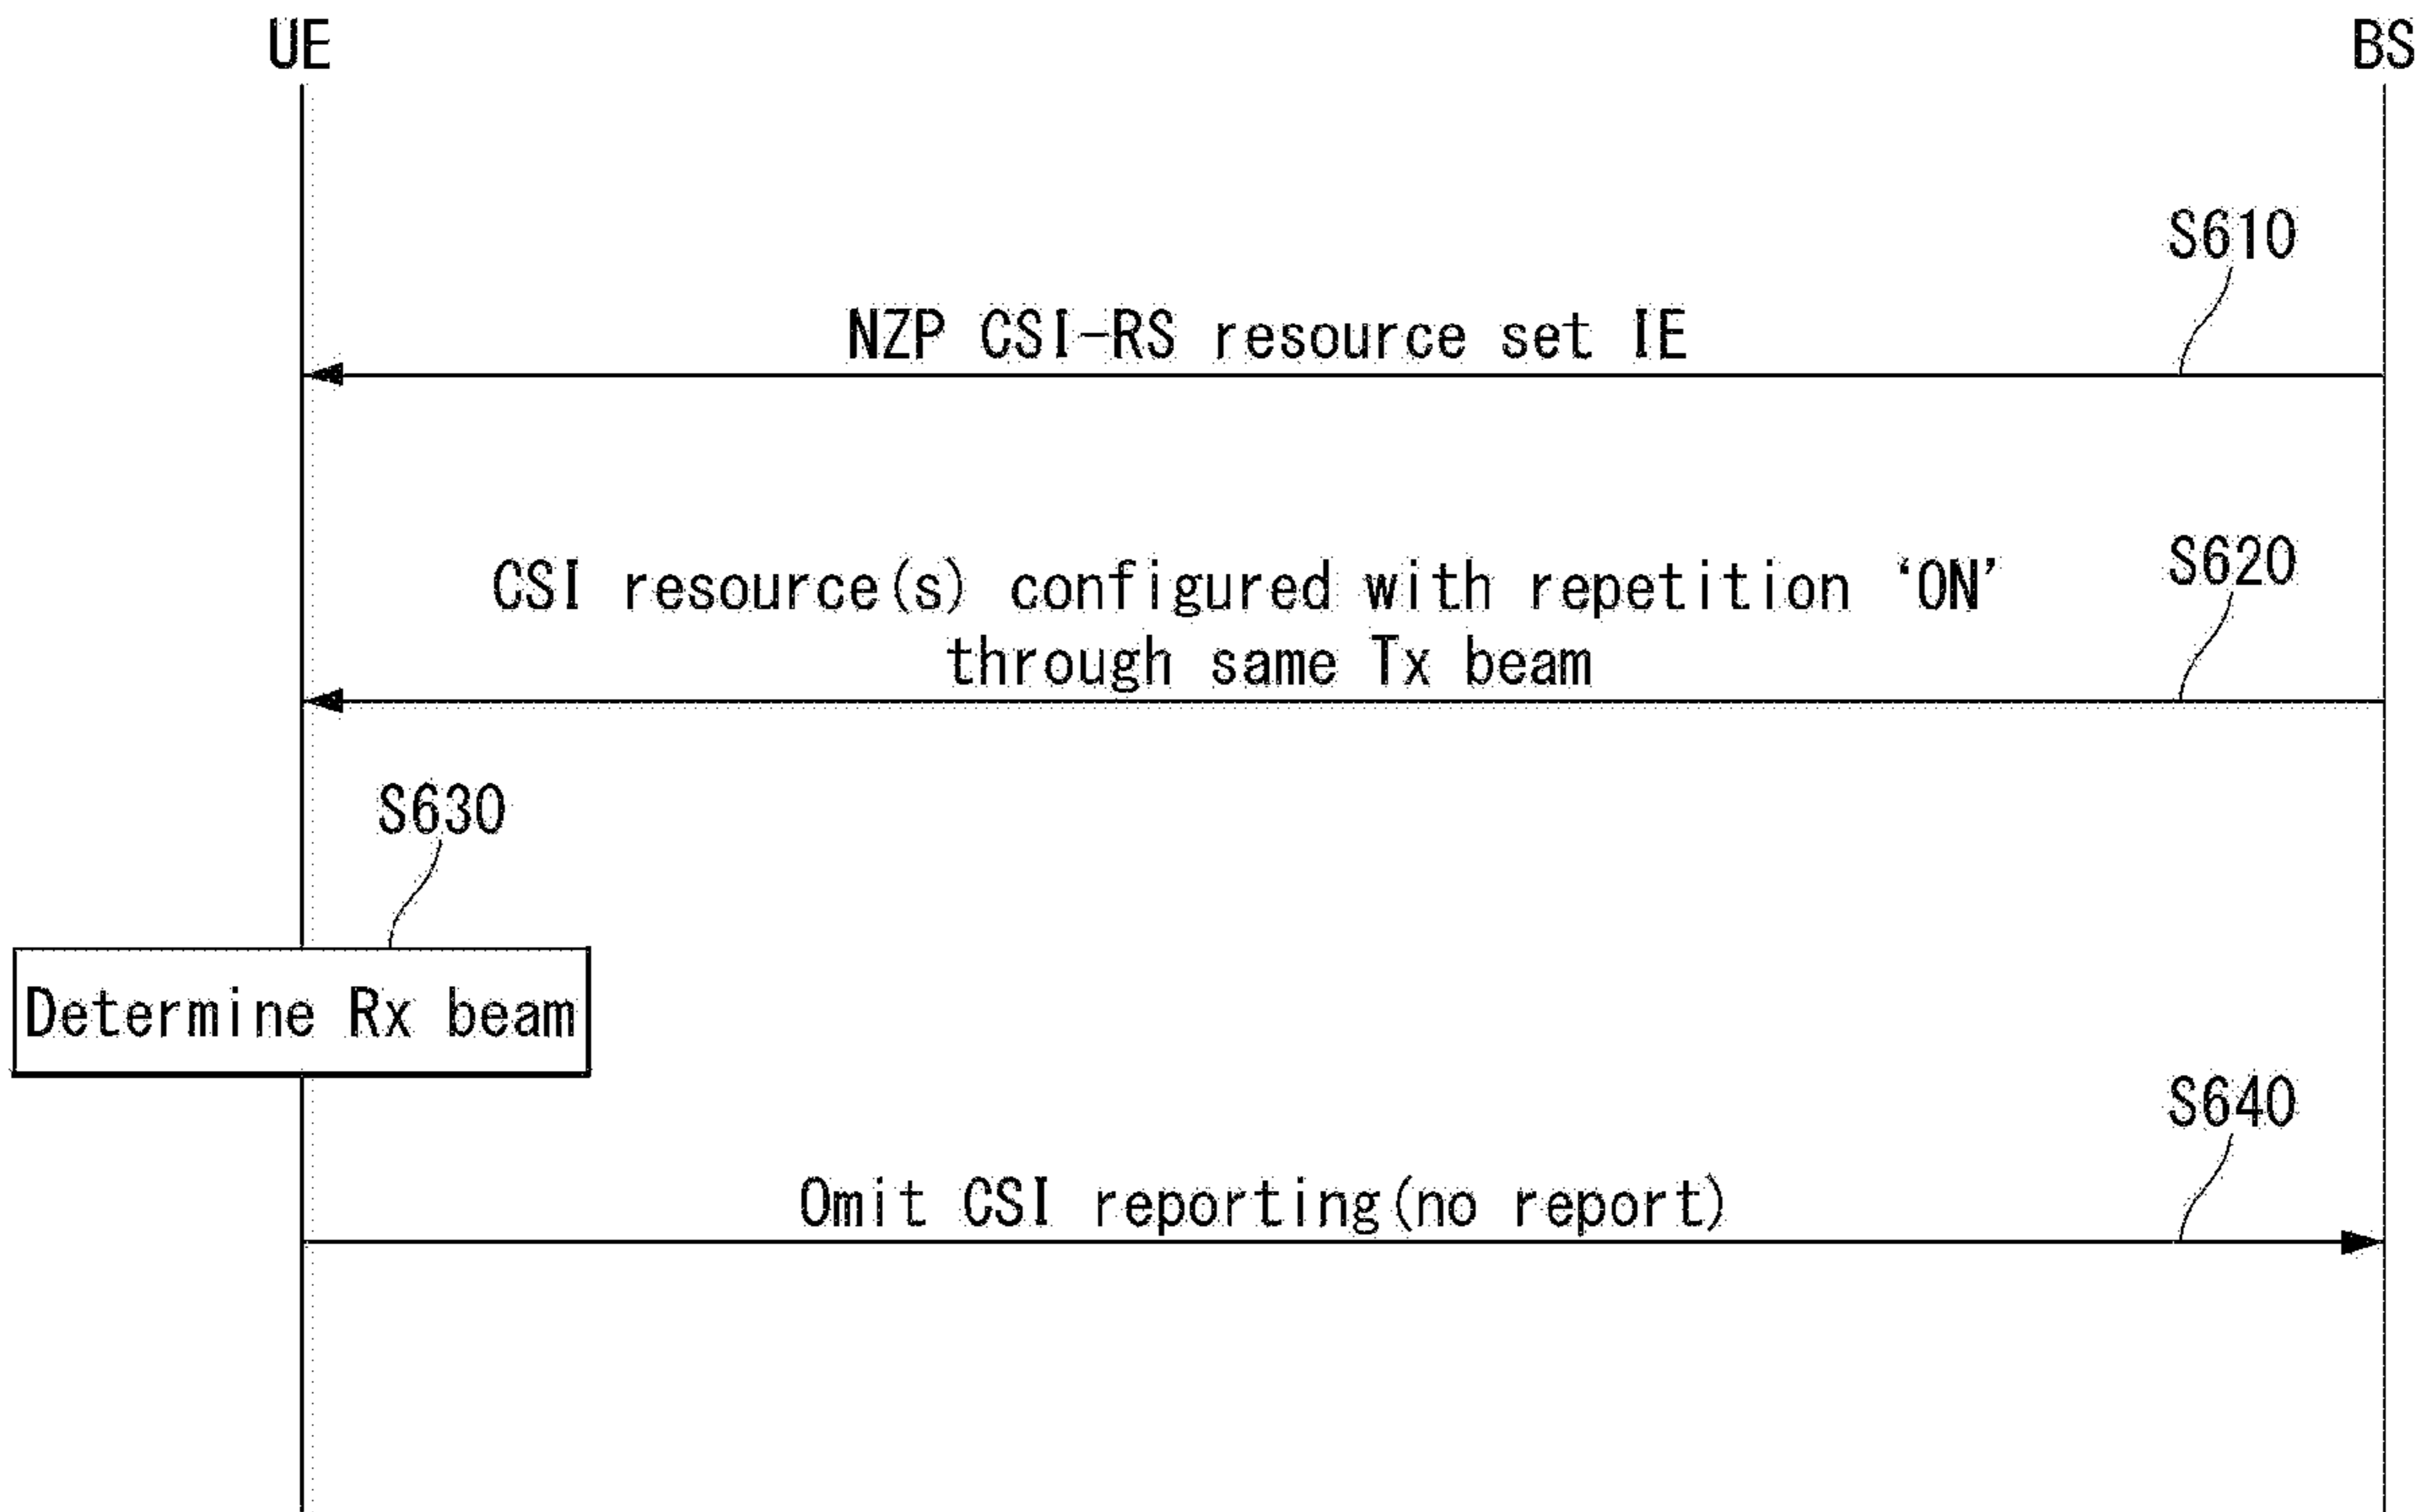 UE
BS
S610
NZP CSI-RS resource set IE
S620
CSI resource(s) configured with repetition ‘ON’
through same Tx beam
S630
Determine Rx beam
S640
Omit CSI reporting(no report)